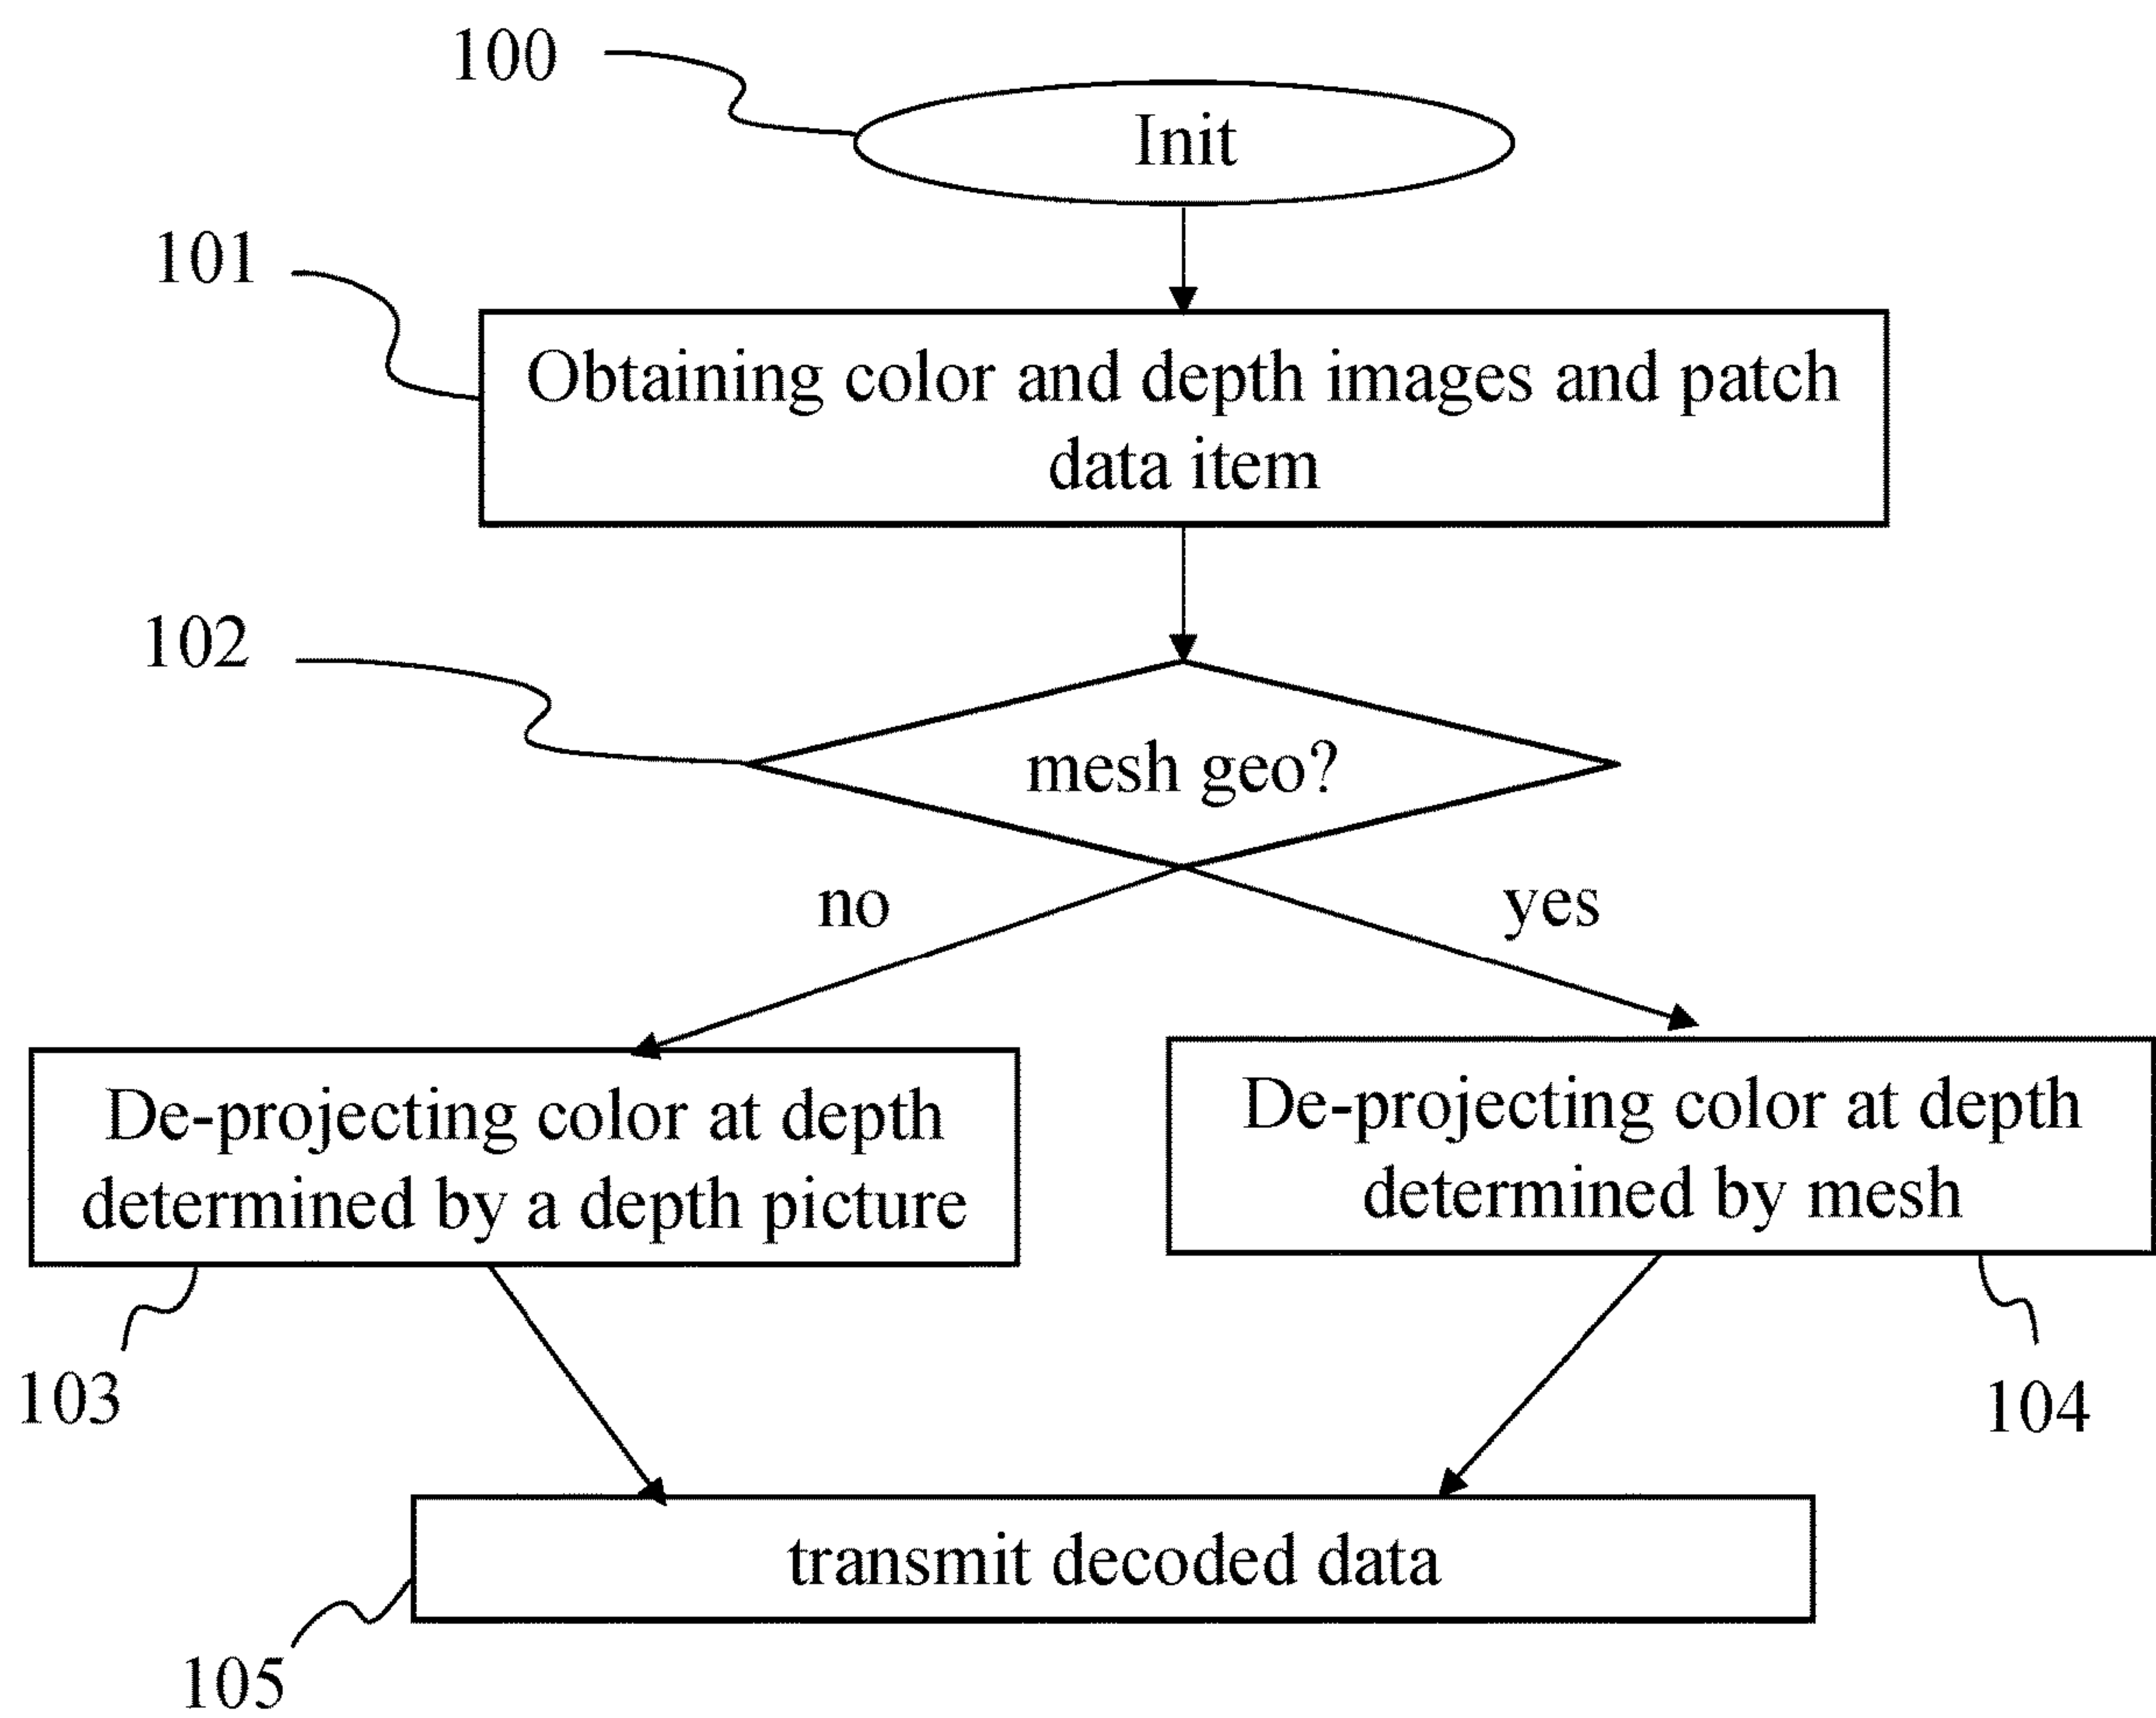 100
Init
101
Obtaining color and depth images and patch
data item
102
mesh geo?
no
yes
De-projecting color at depth
determined by a depth picture
De-projecting color at depth
determined by mesh
103
104
transmit decoded data
105